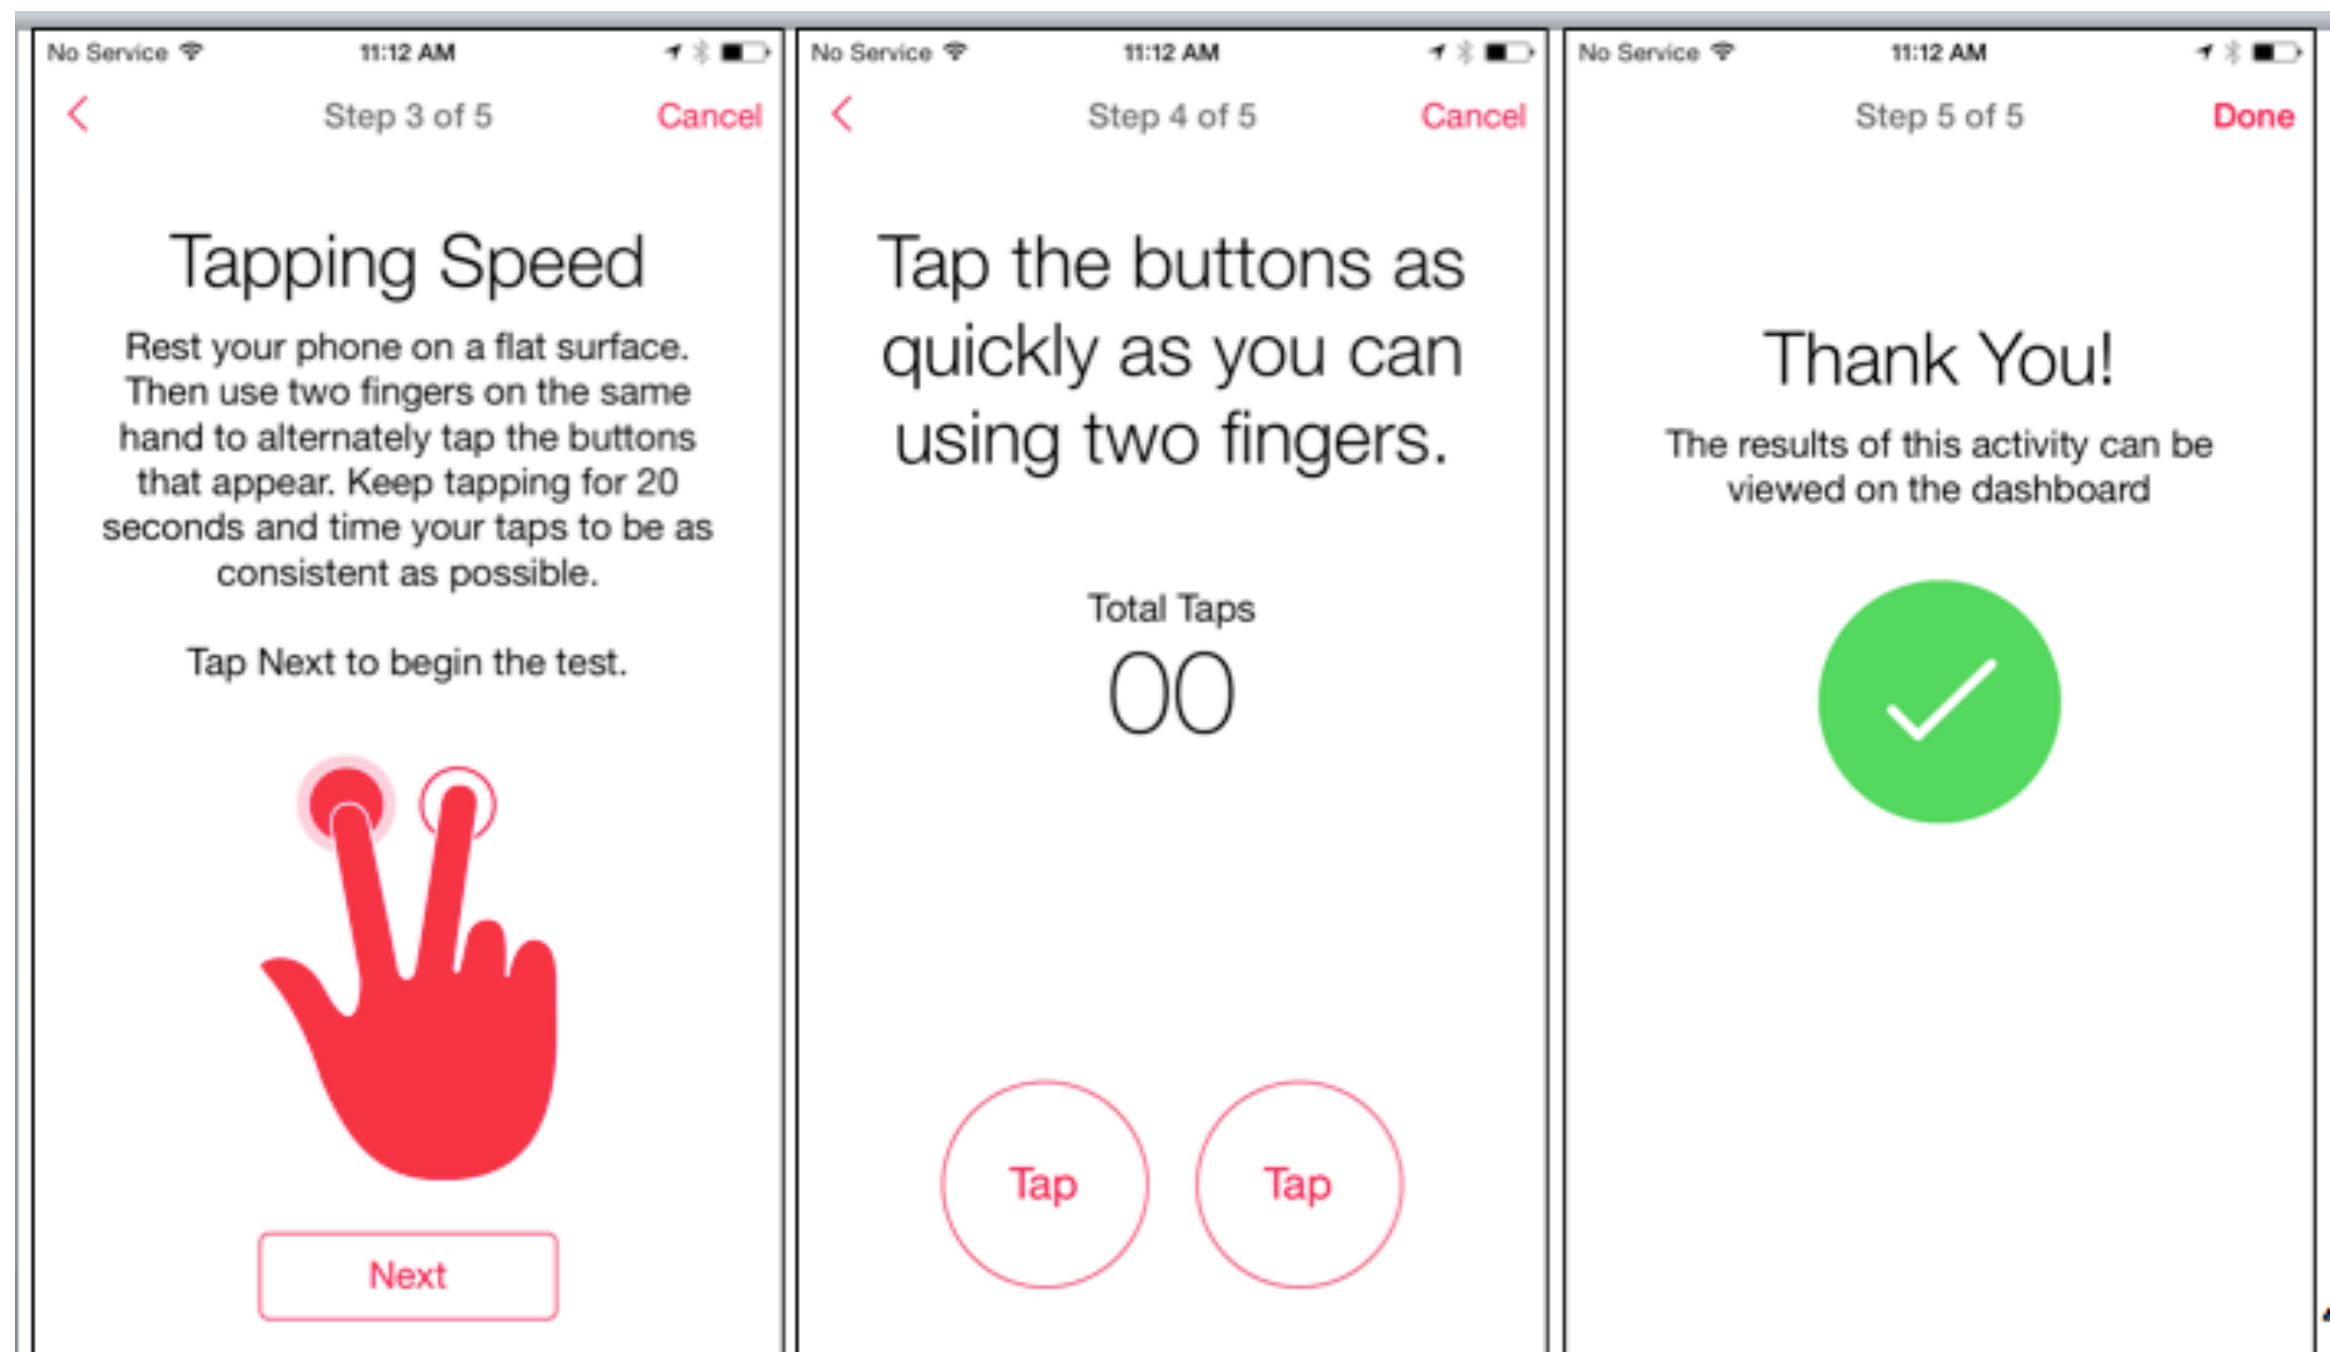 No Service 11:12 AM
Step 3 of 5 Cancel
Tapping Speed
Rest your phone on a flat surface.
Then use two fingers on the same
hand to alternately tap the buttons
that appear. Keep tapping for 20
seconds and time your taps to be as
consistent as possible.
Tap Next to begin the test.
Next
No Service 11:12 AM
Step 4 of 5 Cancel
Tap the buttons as
quickly as you can
using two fingers.
Total Taps
00
Tap Tap
No Service 11:12 AM
Step 5 of 5 Done
Thank You!
The results of this activity can be
viewed on the dashboard